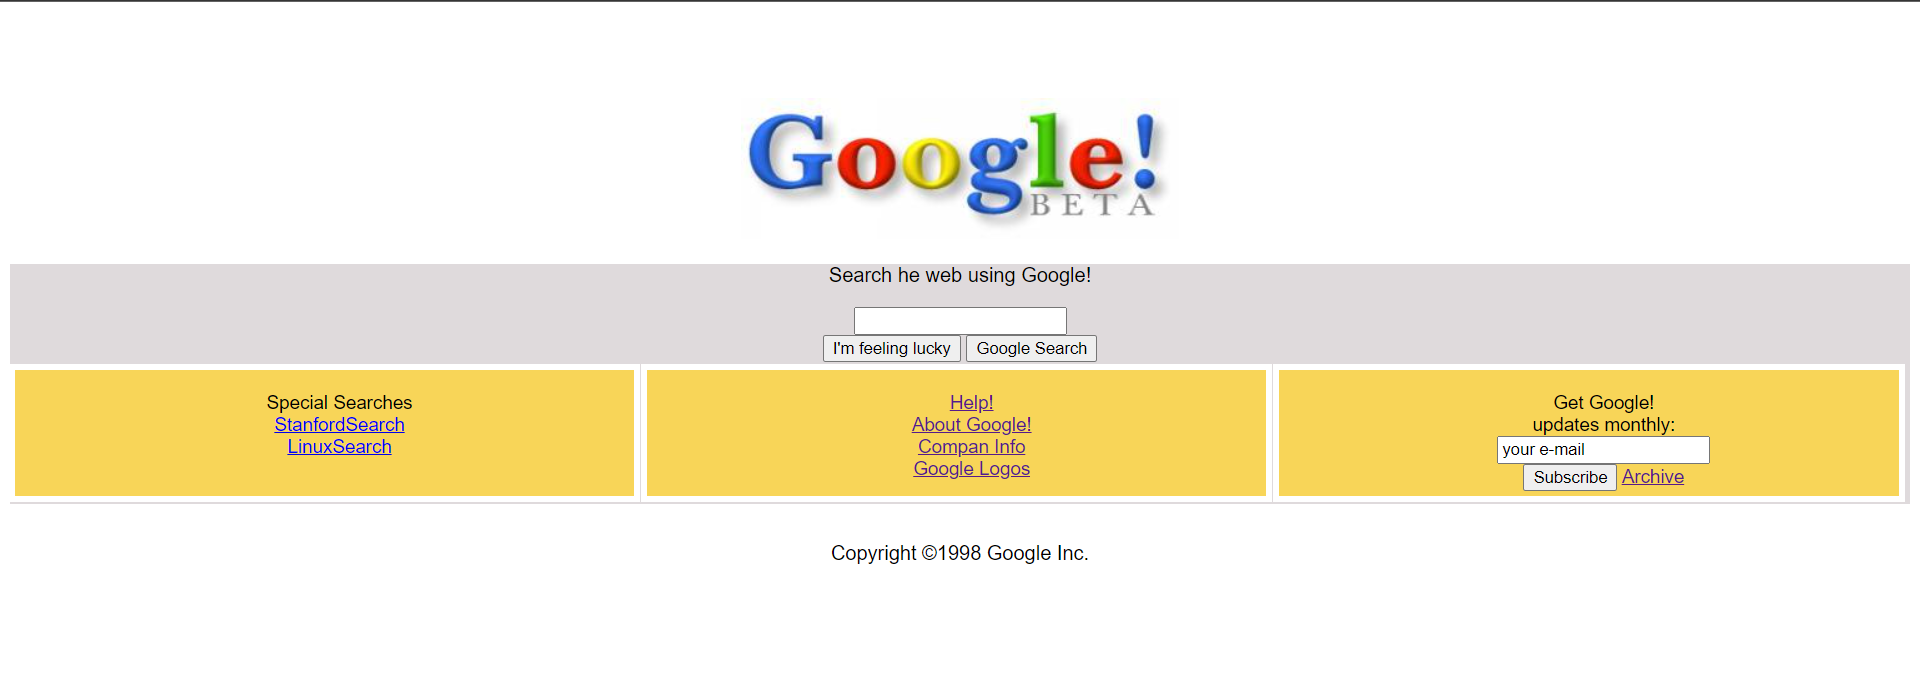 Google!
BETA
Search he web using Google!
I'm feeling lucky Google Search
Special Searches
StanfordSearch
LinuxSearch
Help!
About Google!
Compan Info
Google Logos
Get Google!
updates monthly:
your e-mail
Subscribe Archive
Copyright ©1998 Google Inc.